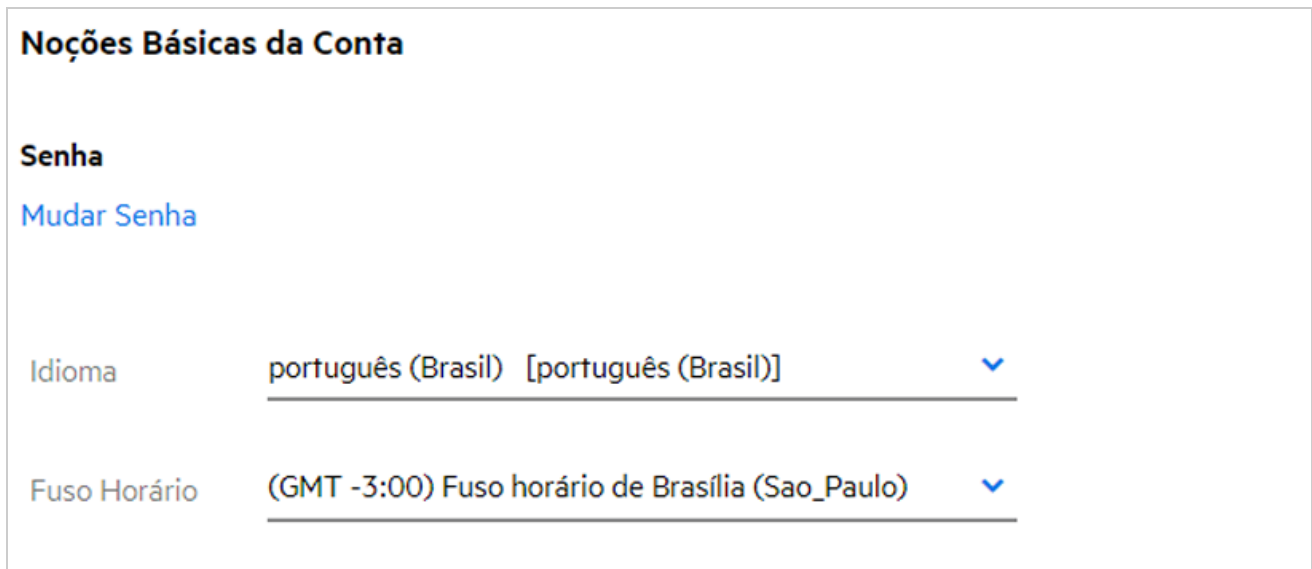 Noções Básicas da Conta
Senha
Mudar Senha
Idioma português (Brasil) [português (Brasil)]
Fuso Horário (GMT -3:00) Fuso horário de Brasília (Sao_Paulo)